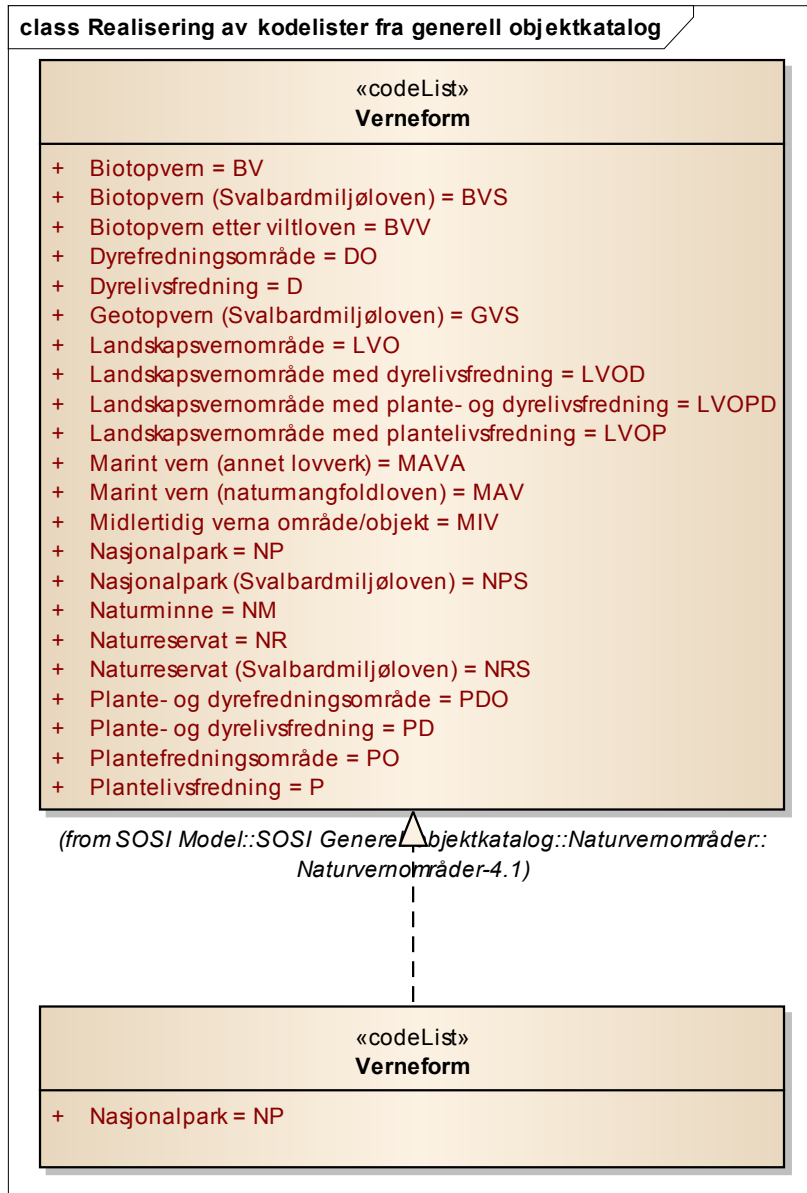 class Realisering av kodelister fra generell objektkatalog
«codeList»
Verneform
+ Biotopvern = BV
+ Biotopvern (Svalbardmiljøloven) = BVS
+ Biotopvern etter viltloven = BVV
+ Dyrefredningsområde = DO
+ Dyrelivsfredning = D
+ Geotopvern (Svalbardmiljøloven) = GVS
+ Landskapsvernområde = LVO
+ Landskapsvernområde med dyrelivsfredning = LVOD
+ Landskapsvernområde med plante- og dyrelivsfredning = LVOPD
+ Landskapsvernområde med plantelivsfredning = LVOP
+ Marint vern (annet lovverk) = MAVA
+ Marint vern (naturmangfoldloven) = MAV
+ Midlertidig verna område/objekt = MIV
+ Nasjonalpark = NP
+ Nasjonalpark (Svalbardmiljøloven) = NPS
+ Naturminne = NM
+ Naturreservat = NR
+ Naturreservat (Svalbardmiljøloven) = NRS
+ Plante- og dyrefredningsområde = PDO
+ Plante- og dyrelivsfredning = PD
+ Plantefredningsområde = PO
+ Plantelivsfredning = P
(from SOSI Model::SOSI Generell Objektkatalog::Naturvernområder::
Naturvernområder-4.1)
«codeList»
Verneform
+ Nasjonalpark = NP